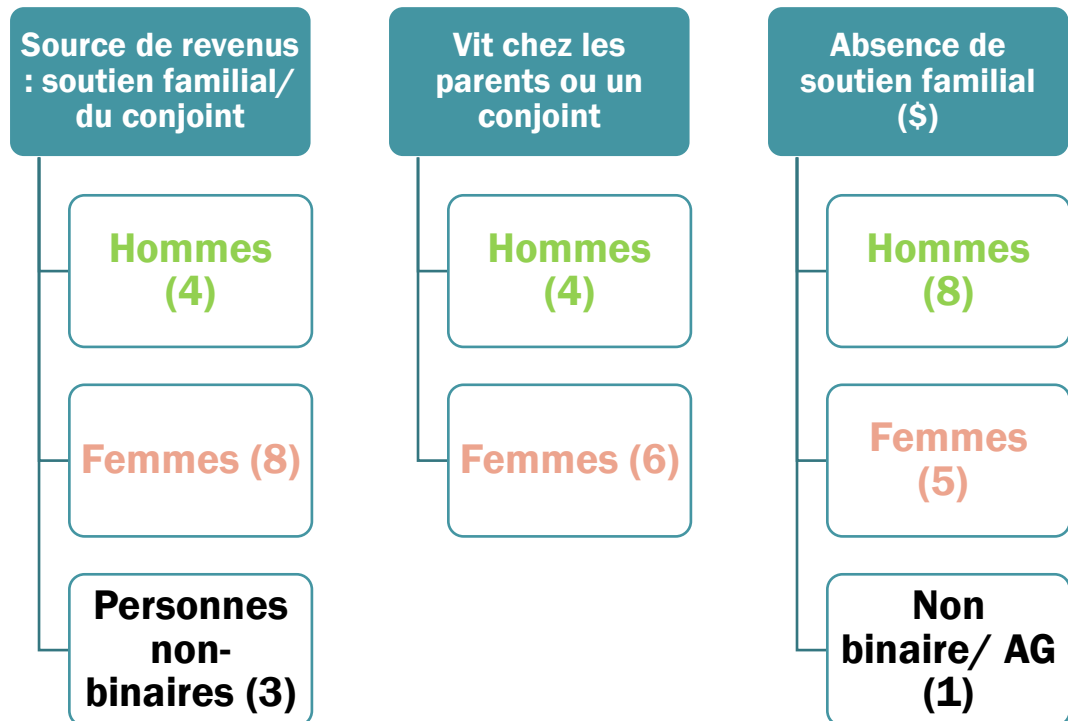 Source de revenus
: soutien familial/
du conjoint
Hommes
(4)
Femmes (8)
Personnes
non-
binaires (3)
Vit chez les
parents ou un
conjoint
Hommes
(4)
Femmes (6)
Absence de
soutien familial
($)
Hommes
(8)
Femmes
(5)
Non
binaire/ AG
(1)